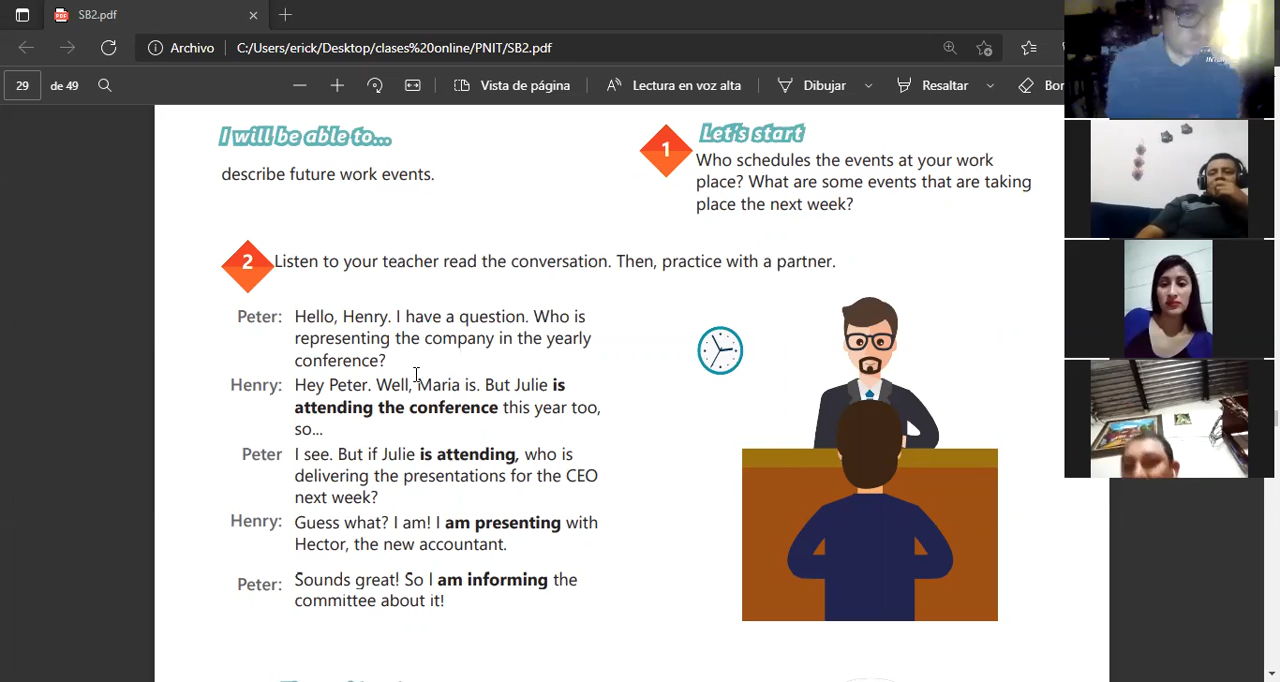 SB2.pdf
Archivo
C:/Users/erick/Desktop/clases%20online/PNIT/SB2.pdf
29
de 49
Vista de página
Lectura en voz alta
Dibujar
Resaltar
Bor
I will be able to...
describe future work events.
1
Let's start
Who schedules the events at your work
place? What are some events that are taking
place the next week?
2
Listen to your teacher read the conversation. Then, practice with a partner.
Peter: Hello, Henry. I have a question. Who is
representing the company in the yearly
conference?
Henry: Hey Peter. Well, Maria is. But Julie is
attending the conference this year too,
so...
Peter I see. But if Julie is attending, who is
delivering the presentations for the CEO
next week?
Henry: Guess what? I am! I am presenting with
Hector, the new accountant.
Peter: Sounds great! So I am informing the
committee about it!